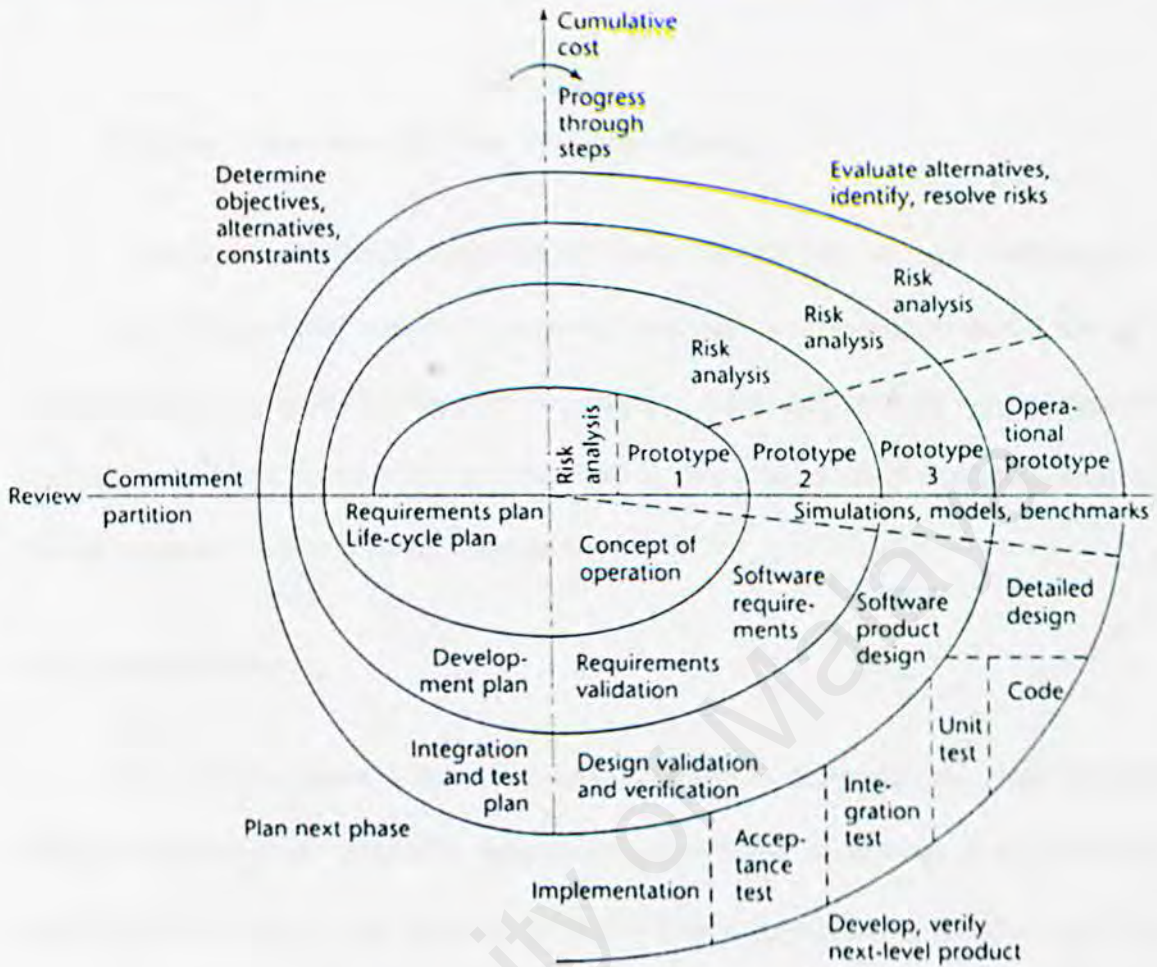 Cumulative
cost
Progress
through
steps
Determine
objectives,
alternatives,
constraints
Evaluate alternatives,
identify, resolve risks
Risk
analysis
Risk
analysis
Risk
analysis
Risk
analysis
Prototype
1
Prototype
2
Prototype
3
Opera-
tional
prototype
Review
Commitment
partition
Requirements plan
Life-cycle plan
Simulations, models, benchmarks
Concept of
operation
Software
require-
ments
Software
product
design
Detailed
design
Develop-
ment plan
Requirements
validation
Code
Unit
test
Integration
and test
plan
Design validation
and verification
Inte-
gration
test
Plan next phase
Accep-
tance
test
Implementation
Develop, verify
next-level product
ity of Malaya